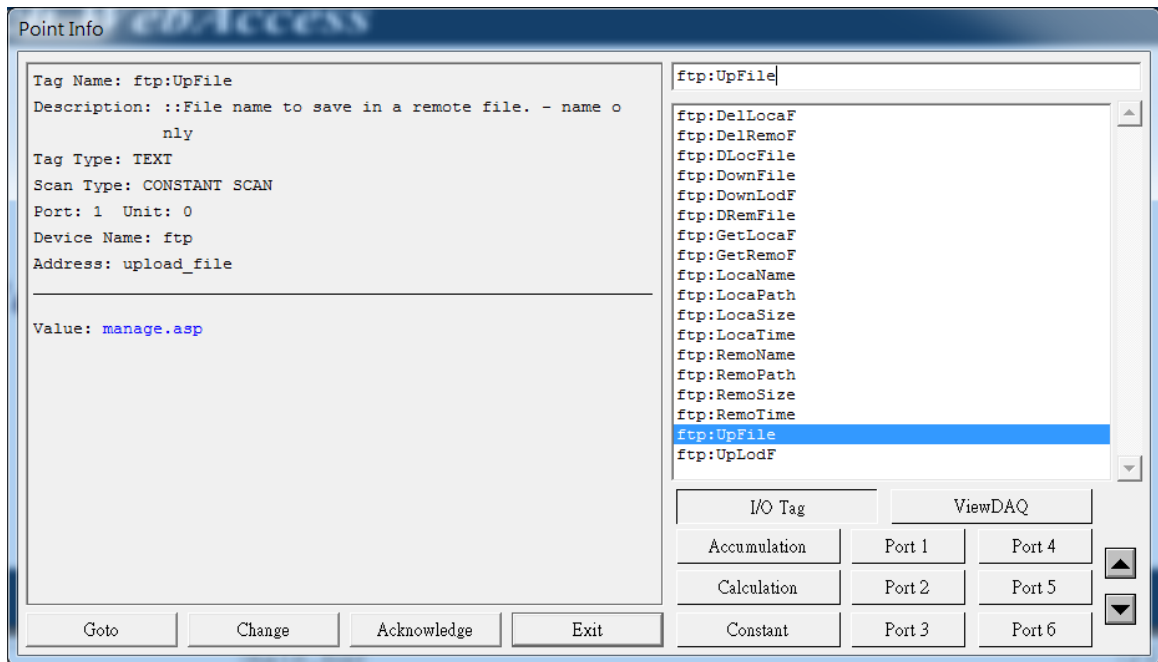 WebAccess
Point Info
Tag Name: ftp:UpFile
Description: ::File name to save in a remote file. - name o
nly
Tag Type: TEXT
Scan Type: CONSTANT SCAN
Port: 1 Unit: 0
Device Name: ftp
Address: upload_file
Value: manage.asp
Goto
Change
Acknowledge
Exit
ftp:UpFile
ftp:DelLocaF
ftp:DelRemoF
ftp:DLocFile
ftp:DownFile
ftp:DownLodF
ftp:DRemFile
ftp:GetLocaF
ftp:GetRemoF
ftp:LocaName
ftp:LocaPath
ftp:LocaSize
ftp:LocaTime
ftp:RemoName
ftp:RemoPath
ftp:RemoSize
ftp:RemoTime
ftp:UpFile
ftp:UpLodF
I/O Tag
ViewDAQ
Accumulation
Port 1
Port 4
Calculation
Port 2
Port 5
Constant
Port 3
Port 6